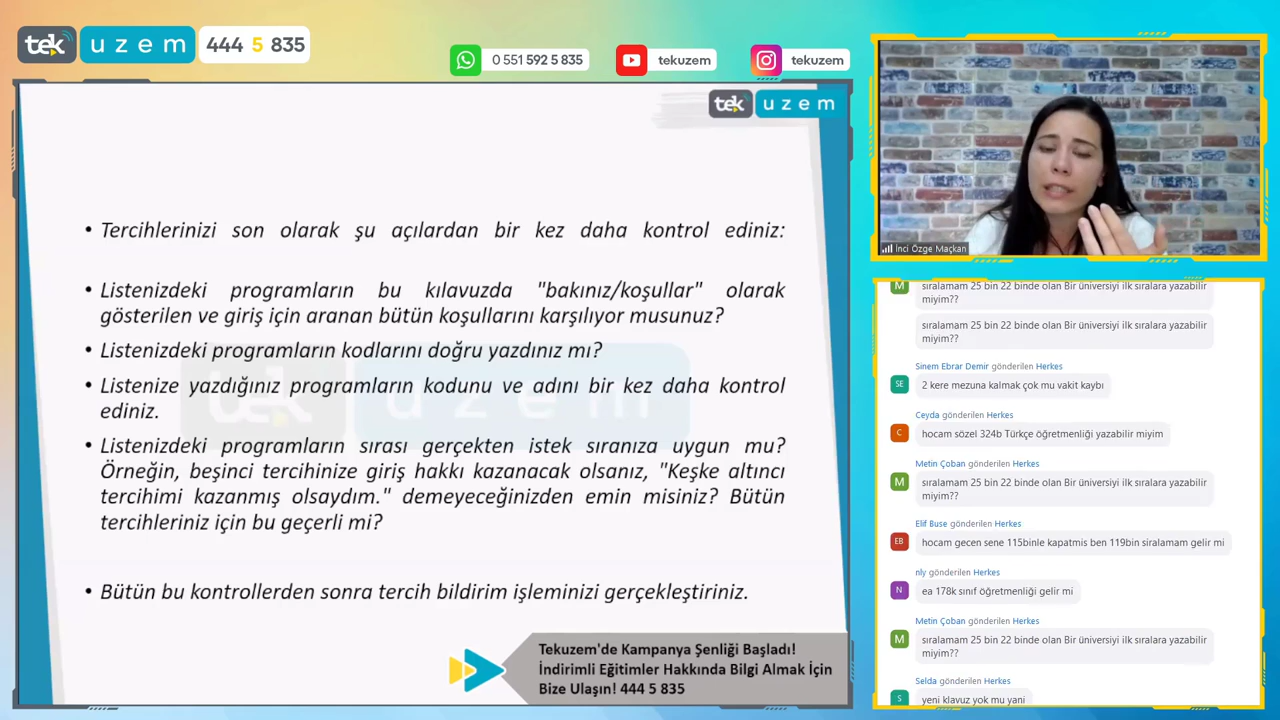 tek uzem 444 5 835
0 551 592 5 835
tekuzem
tekuzem
tek uzem
• Tercihlerinizi son olarak şu açılardan bir kez daha kontrol ediniz:
• Listenizdeki programların bu kılavuzda "bakınız/koşullar" olarak
gösterilen ve giriş için aranan bütün koşullarını karşılıyor musunuz?
• Listenizdeki programların kodlarını doğru yazdınız mı?
• Listenize yazdığınız programların kodunu ve adını bir kez daha kontrol
ediniz.
• Listenizdeki programların sırası gerçekten istek sıranıza uygun mu?
Örneğin, beşinci tercihinize giriş hakkı kazanacak olsanız, "Keşke altıncı
tercihimi kazanmış olsaydım." demeyeceğinizden emin misiniz? Bütün
tercihleriniz için bu geçerli mi?
• Bütün bu kontrollerden sonra tercih bildirim işleminizi gerçekleştiriniz.
tek uzem
Tekuzem'de Kampanya Şenliği Başladı!
İndirimli Eğitimler Hakkında Bilgi Almak İçin
Bize Ulaşın! 444 5 835
İnci Özge Maçkan
M
sıralamam 25 bin 22 binde olan Bir üniversiyi ilk sıralara yazabilir
miyim??
sıralamam 25 bin 22 binde olan Bir üniversiyi ilk sıralara yazabilir
miyim??
Sinem Ebrar Demir gönderilen Herkes
SE
2 kere mezuna kalmak çok mu vakit kaybı
Ceyda gönderilen Herkes
C
hocam sözel 324b Türkçe öğretmenliği yazabilir miyim
Metin Çoban gönderilen Herkes
M
sıralamam 25 bin 22 binde olan Bir üniversiyi ilk sıralara yazabilir
miyim??
Elif Buse gönderilen Herkes
EB
hocam gecen sene 115binle kapatmis ben 119bin siralamam gelir mi
nly gönderilen Herkes
N
ea 178k sınıf öğretmenliği gelir mi
Metin Çoban gönderilen Herkes
M
sıralamam 25 bin 22 binde olan Bir üniversiyi ilk sıralara yazabilir
miyim??
Selda gönderilen Herkes
S
yeni klavuz yok mu yani